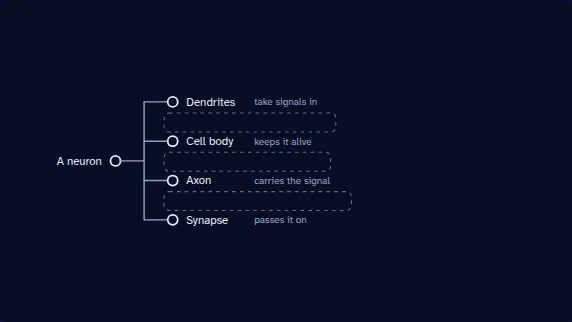 Dendrites take signals in
Cell body keeps it alive
A neuron
Axon carries the signal
Synapse passes it on